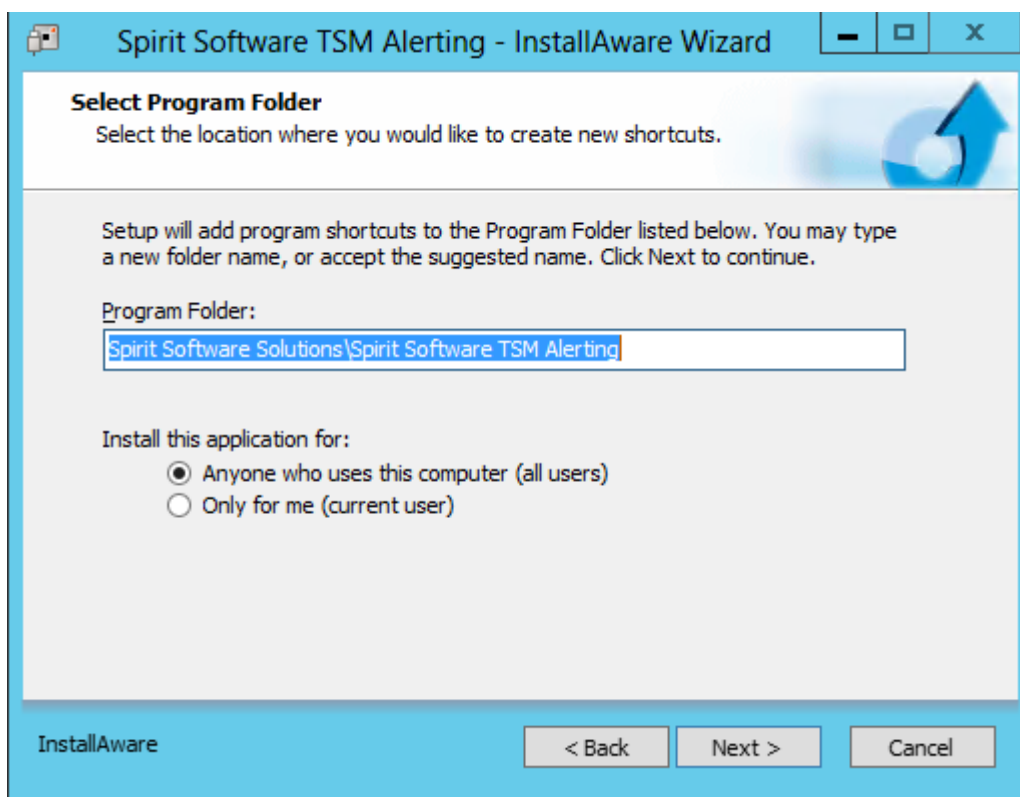 Spirit Software TSM Alerting - InstallAware Wizard
Select Program Folder
Select the location where you would like to create new shortcuts.
Setup will add program shortcuts to the Program Folder listed below. You may type
a new folder name, or accept the suggested name. Click Next to continue.
Program Folder:
Spirit Software Solutions\Spirit Software TSM Alerting
Install this application for:
Anyone who uses this computer (all users)
Only for me (current user)
InstallAware
< Back
Next >
Cancel